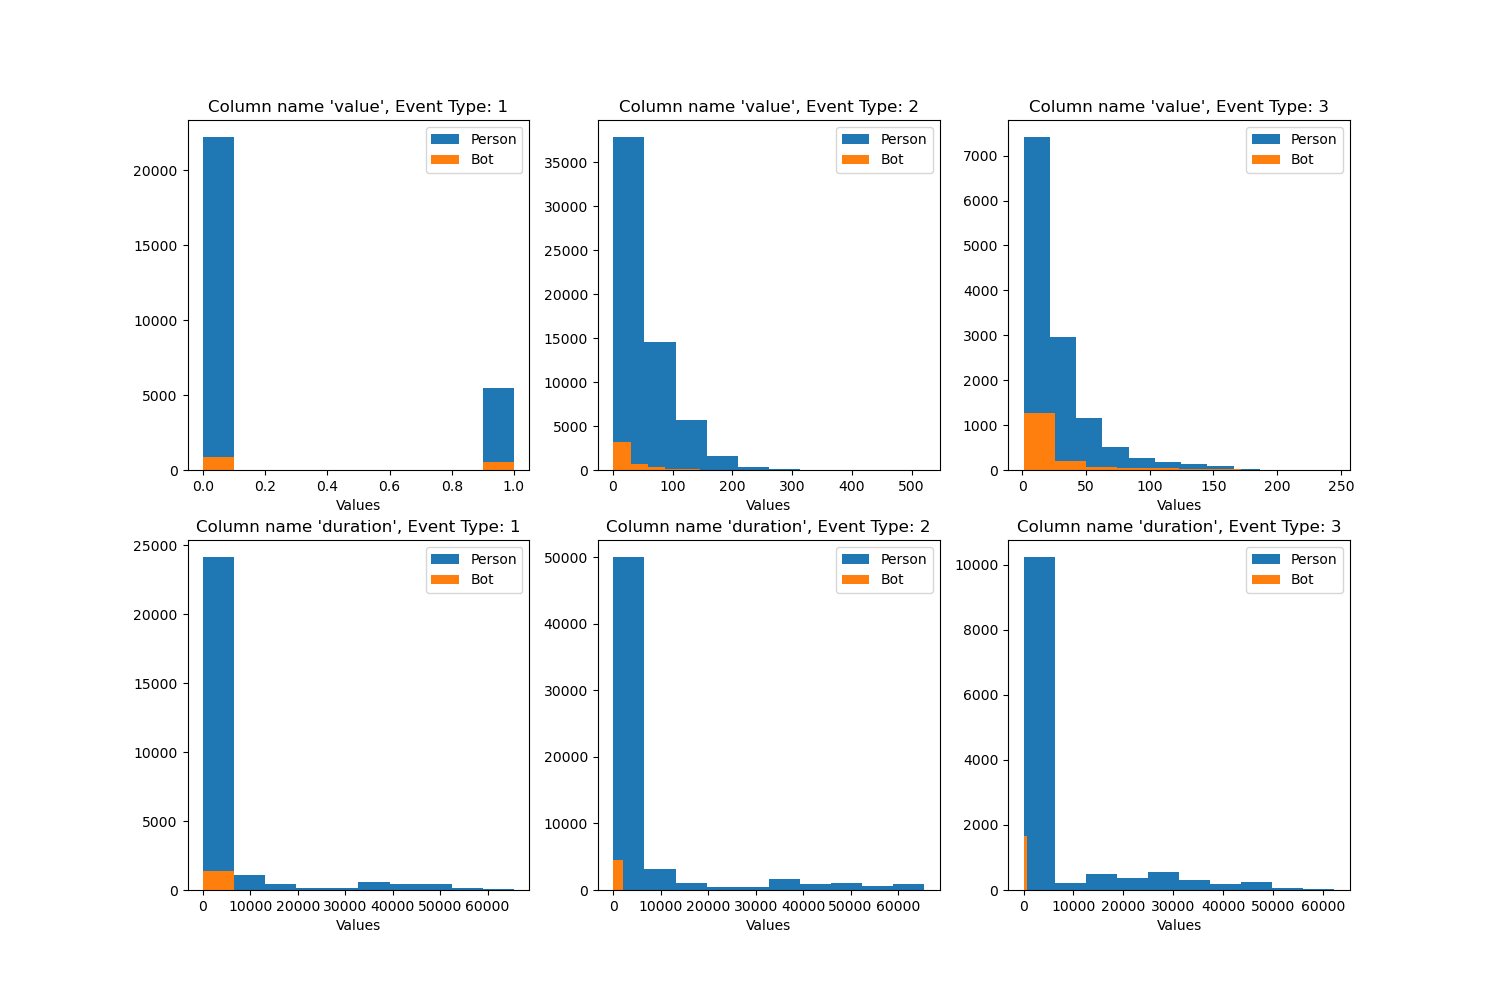 Column name 'value', Event Type: 1
Person
Bot
20000
15000
10000
5000
0
0.0 0.2 0.4 0.6 0.8 1.0
Values
Column name 'value', Event Type: 2
Person
Bot
35000
30000
25000
20000
15000
10000
5000
0
0 100 200 300 400 500
Values
Column name 'value', Event Type: 3
Person
Bot
7000
6000
5000
4000
3000
2000
1000
0
0 50 100 150 200 250
Values
Column name 'duration', Event Type: 1
Person
Bot
25000
20000
15000
10000
5000
0
0 10000 20000 30000 40000 50000 60000
Values
Column name 'duration', Event Type: 2
Person
Bot
50000
40000
30000
20000
10000
0
0 10000 20000 30000 40000 50000 60000
Values
Column name 'duration', Event Type: 3
Person
Bot
10000
8000
6000
4000
2000
0
0 10000 20000 30000 40000 50000 60000
Values